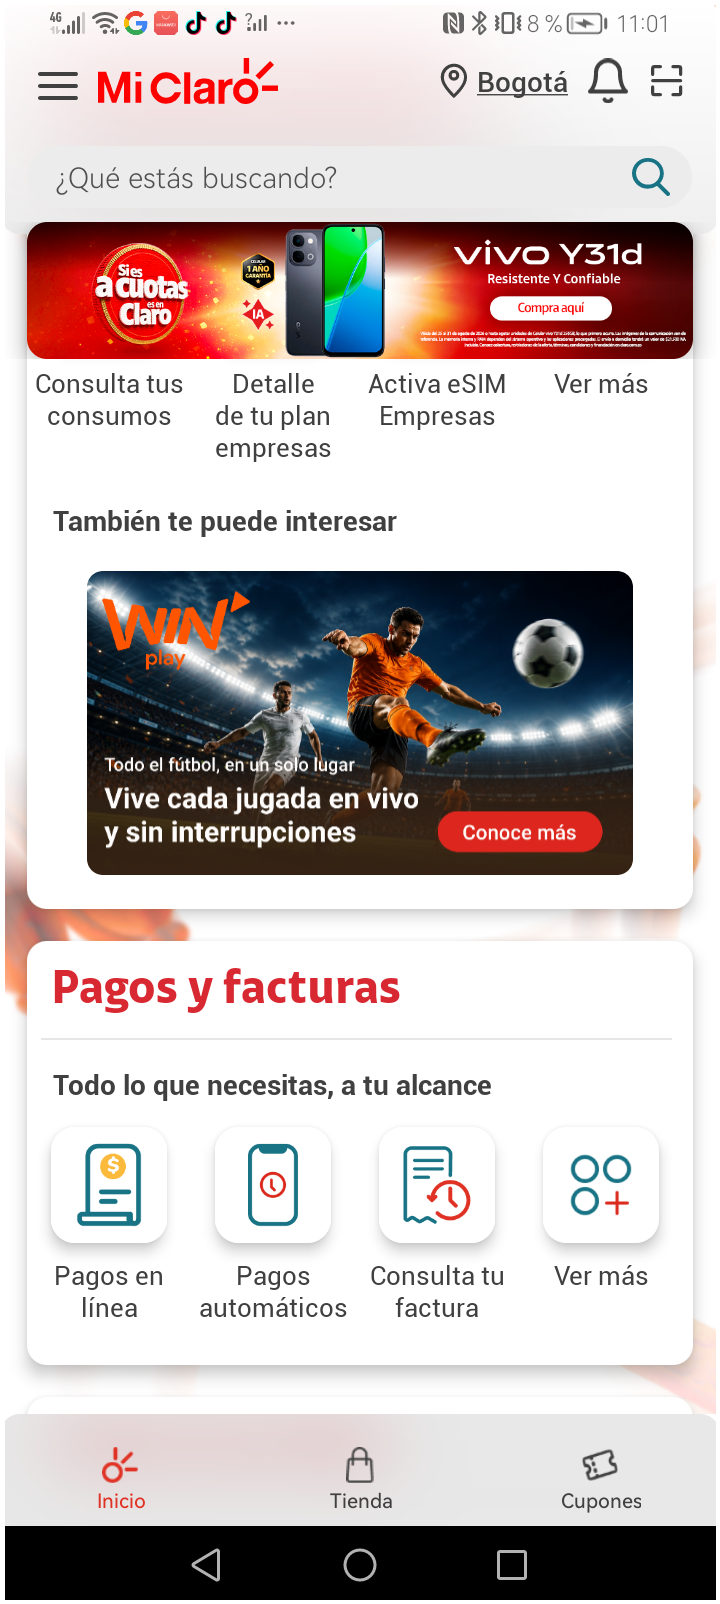 4G
?
8 %
11:01
Mi Claro
Bogotá
¿Qué estás buscando?
Si es
a cuotas
es en
Claro
1 AÑO
GARANTÍA
IA
vivo Y31d
Resistente Y Confiable
Compra aquí
Consulta tus
consumos
Detalle
de tu plan
empresas
Activa eSIM
Empresas
Ver más
También te puede interesar
WIN
play
Todo el fútbol, en un solo lugar
Vive cada jugada en vivo
y sin interrupciones
Conoce más
Pagos y facturas
Todo lo que necesitas, a tu alcance
Pagos en
línea
Pagos
automáticos
Consulta tu
factura
Ver más
Inicio
Tienda
Cupones